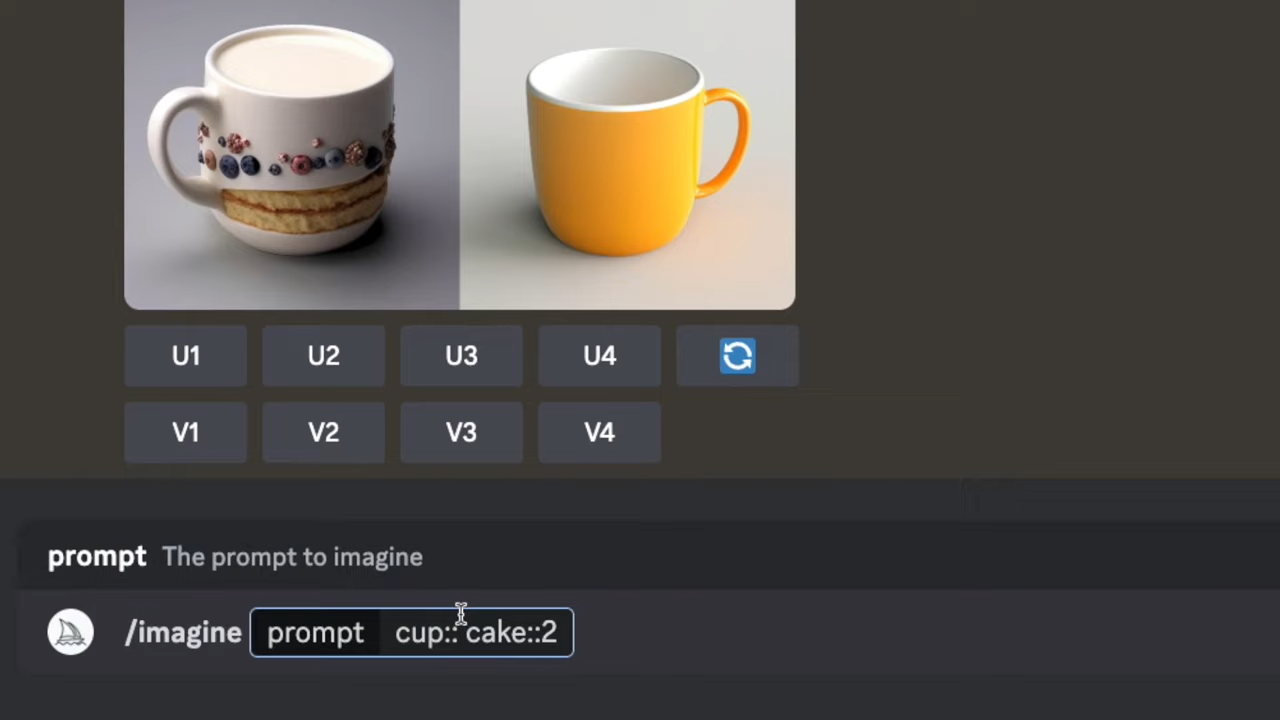 U1 U2 U3 U4
V1 V2 V3 V4
prompt The prompt to imagine
/imagine prompt cup:: cake::2